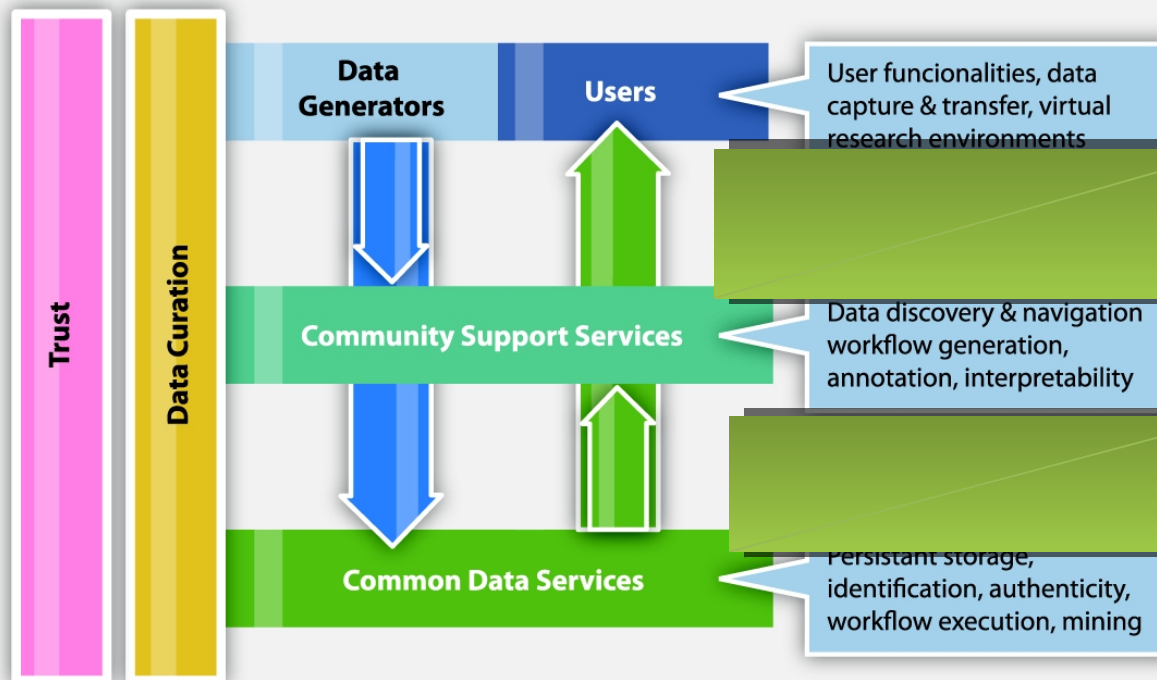 Trust
Data Curation
Data
Generators
Users
User funcionalities, data
capture & transfer, virtual
research environments
Community Support Services
Data discovery & navigation
workflow generation,
annotation, interpretability
Common Data Services
Persistant storage,
identification, authenticity,
workflow execution, mining